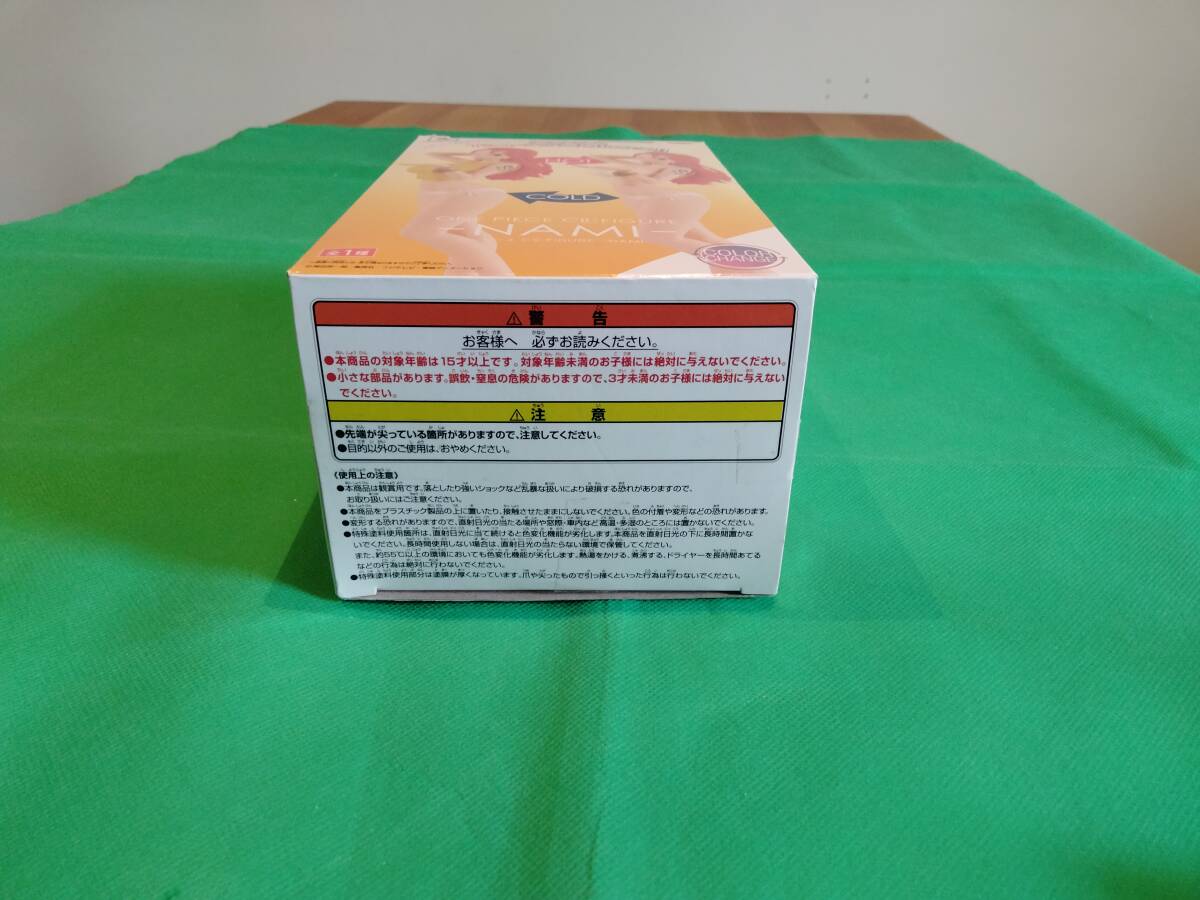 COLD
ONE PIECE CB-FIGURE
-NAMI-
全1種
COLOR
CHANGE
⚠警告
お客様へ 必ずお読みください。
●本商品の対象年齢は15才以上です。対象年齢未満のお子様には絶対に与えないでください。
●小さな部品があります。誤飲・窒息の危険がありますので、3才未満のお子様には絶対に与えない
でください。
⚠注意
●先端が尖っている箇所がありますので、注意してください。
●目的以外のご使用は、おやめください。
《使用上の注意》
●本商品は観賞用です。落としたり強いショックなど乱暴な扱いにより破損する恐れがありますので、
お取り扱いにはご注意ください。
●本商品をプラスチック製品の上に置いたり、接触させたままにしないでください。色の付着や変形などの恐れがあります。
●変形する恐れがありますので、直射日光の当たる場所や窓際・車内など高温・多湿のところには置かないでください。
●特殊塗料使用箇所は、直射日光に当て続けると色変化機能が劣化します。本商品を直射日光の下に長時間置かな
いでください。長時間使用しない場合は、直射日光の当たらない環境で保管してください。
また、約55℃以上の環境においても色変化機能が劣化します。熱湯をかける、煮沸する、ドライヤーを長時間あてる
などの行為は絶対に行わないでください。
●特殊塗料使用部分は塗膜が厚くなっています。爪や尖ったもので引っ掻くといった行為は行わないでください。